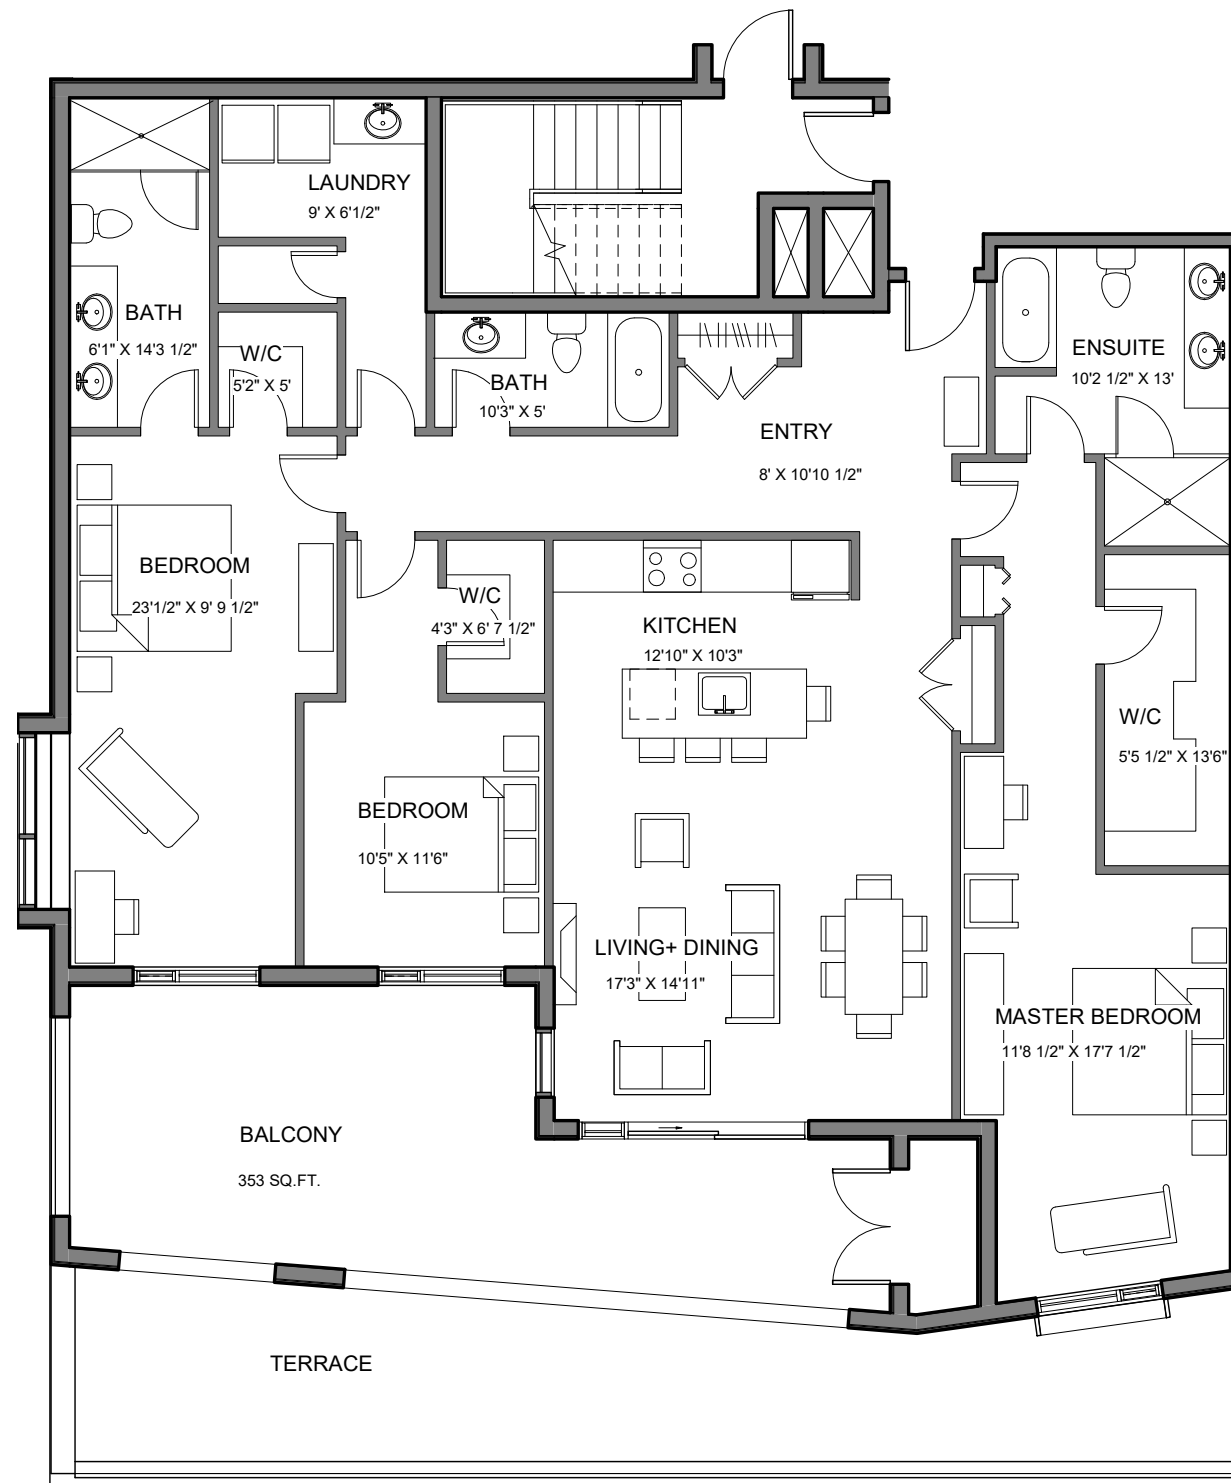 LAUNDRY
9' X 6'1/2"
BATH
6'1" X 14'3 1/2"
W/C
5'2" X 5'
BATH
10'3" X 5'
ENSUITE
10'2 1/2" X 13'
ENTRY
8' X 10'10 1/2"
BEDROOM
23'1/2" X 9' 9 1/2"
W/C
4'3" X 6' 7 1/2"
KITCHEN
12'10" X 10'3"
W/C
5'5 1/2" X 13'6"
BEDROOM
10'5" X 11'6"
LIVING+ DINING
17'3" X 14'11"
MASTER BEDROOM
11'8 1/2" X 17'7 1/2"
BALCONY
353 SQ.FT.
TERRACE